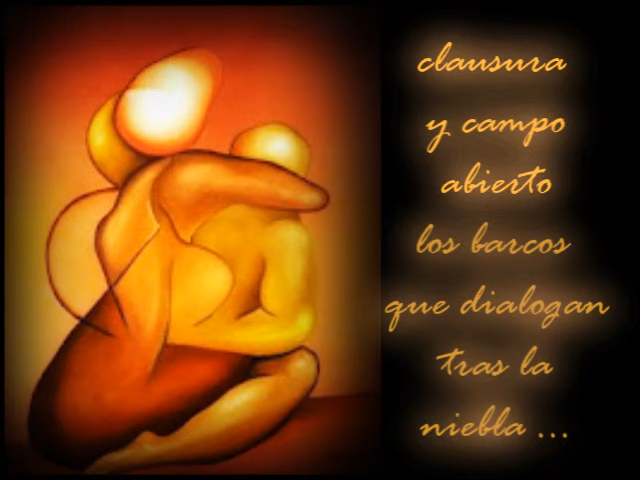 clausura
y campo
abierto
los barcos
que dialogan
tras la
niebla ...